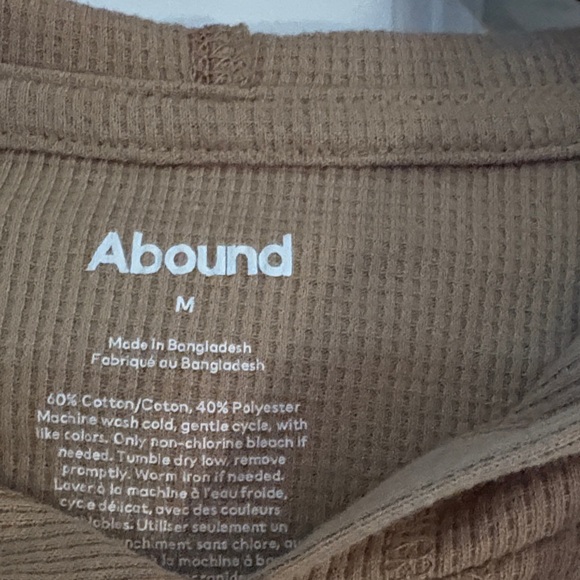 Abound
M
Made in Bangladesh
Fabriqué au Bangladesh
60% Cotton/Coton, 40% Polyester
Machine wash cold, gentle cycle, with
like colors. Only non-chlorine bleach if
needed. Tumble dry low, remove
promptly. Warm iron if needed.
Laver à la machine à l'eau froide,
cycle délicat, avec des couleurs
Utiliser seulement un
sans chlore,
la machine à